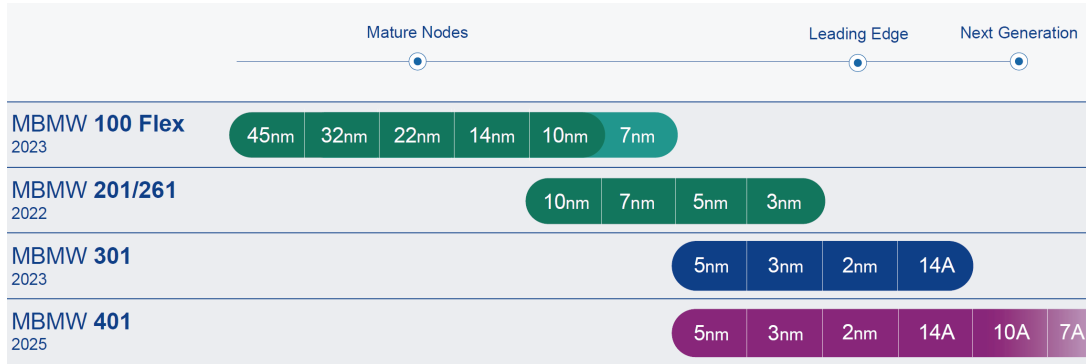 Mature Nodes Leading Edge Next Generation
MBMW 100 Flex
2023
45nm 32nm 22nm 14nm 10nm 7nm
MBMW 201/261
2022
10nm 7nm 5nm 3nm
MBMW 301
2023
5nm 3nm 2nm 14A
MBMW 401
2025
5nm 3nm 2nm 14A 10A 7A